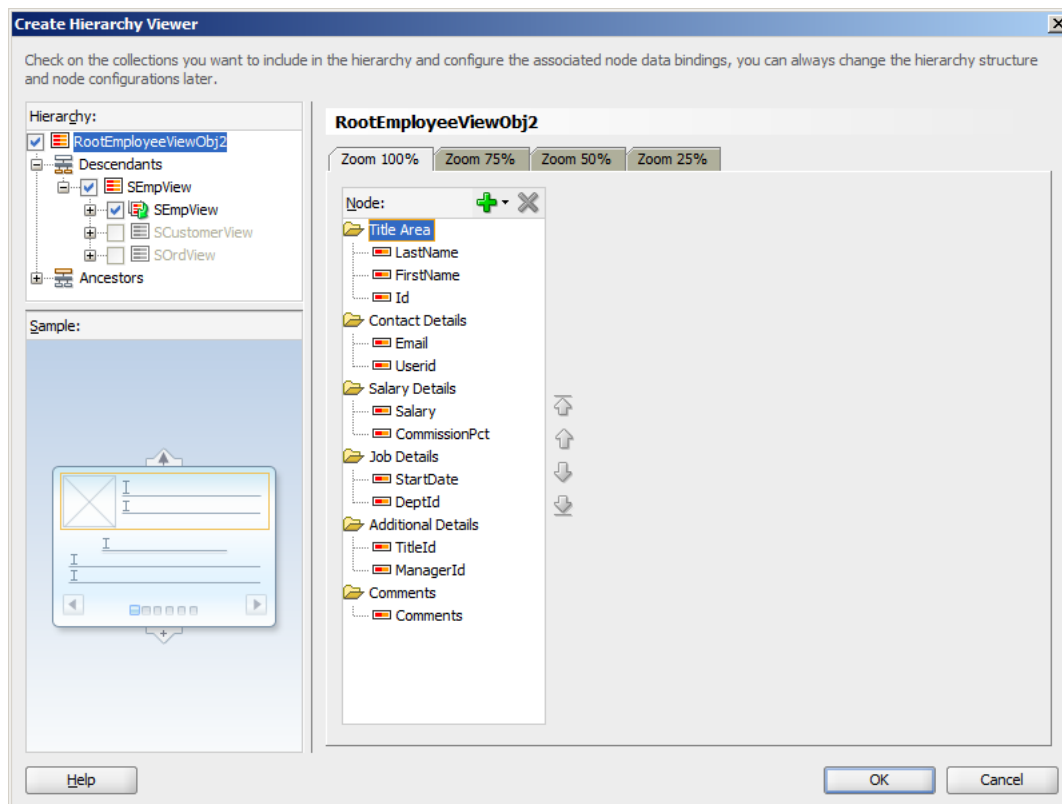 Create Hierarchy Viewer
Check on the collections you want to include in the hierarchy and configure the associated node data bindings, you can always change the hierarchy structure
and node configurations later.
Hierarchy:
RootEmployeeViewObj2
Descendants
SEmpView
SEmpView
SCustomerView
SOrdView
Ancestors
Sample:
RootEmployeeViewObj2
Zoom 100%
Zoom 75%
Zoom 50%
Zoom 25%
Node:
Title Area
LastName
FirstName
Id
Contact Details
Email
Userid
Salary Details
Salary
CommissionPct
Job Details
StartDate
DeptId
Additional Details
TitleId
ManagerId
Comments
Comments
Help
OK
Cancel